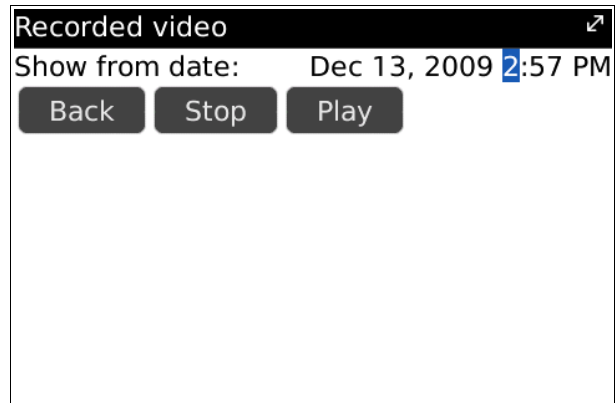 Recorded video
Show from date: Dec 13, 2009 2:57 PM
Back Stop Play